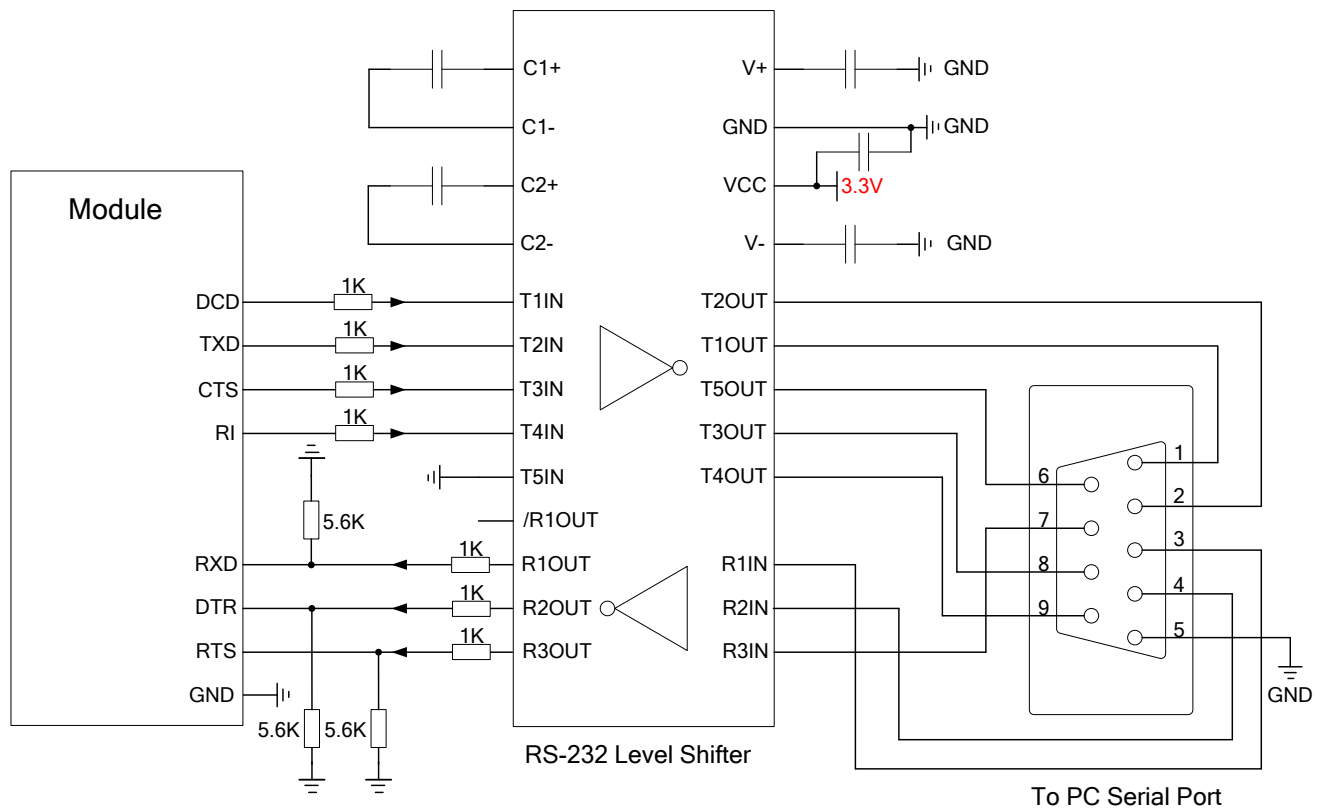 Module
DCD
TXD
CTS
RI
RXD
DTR
RTS
GND
1K
1K
1K
1K
5.6K
1K
1K
1K
5.6K
5.6K
C1+
C1-
C2+
C2-
T1IN
T2IN
T3IN
T4IN
T5IN
/R1OUT
R1OUT
R2OUT
R3OUT
V+
GND
VCC
V-
T2OUT
T1OUT
T5OUT
T3OUT
T4OUT
R1IN
R2IN
R3IN
GND
GND
3.3V
GND
RS-232 Level Shifter
6
7
8
9
1
2
3
4
5
GND
To PC Serial Port